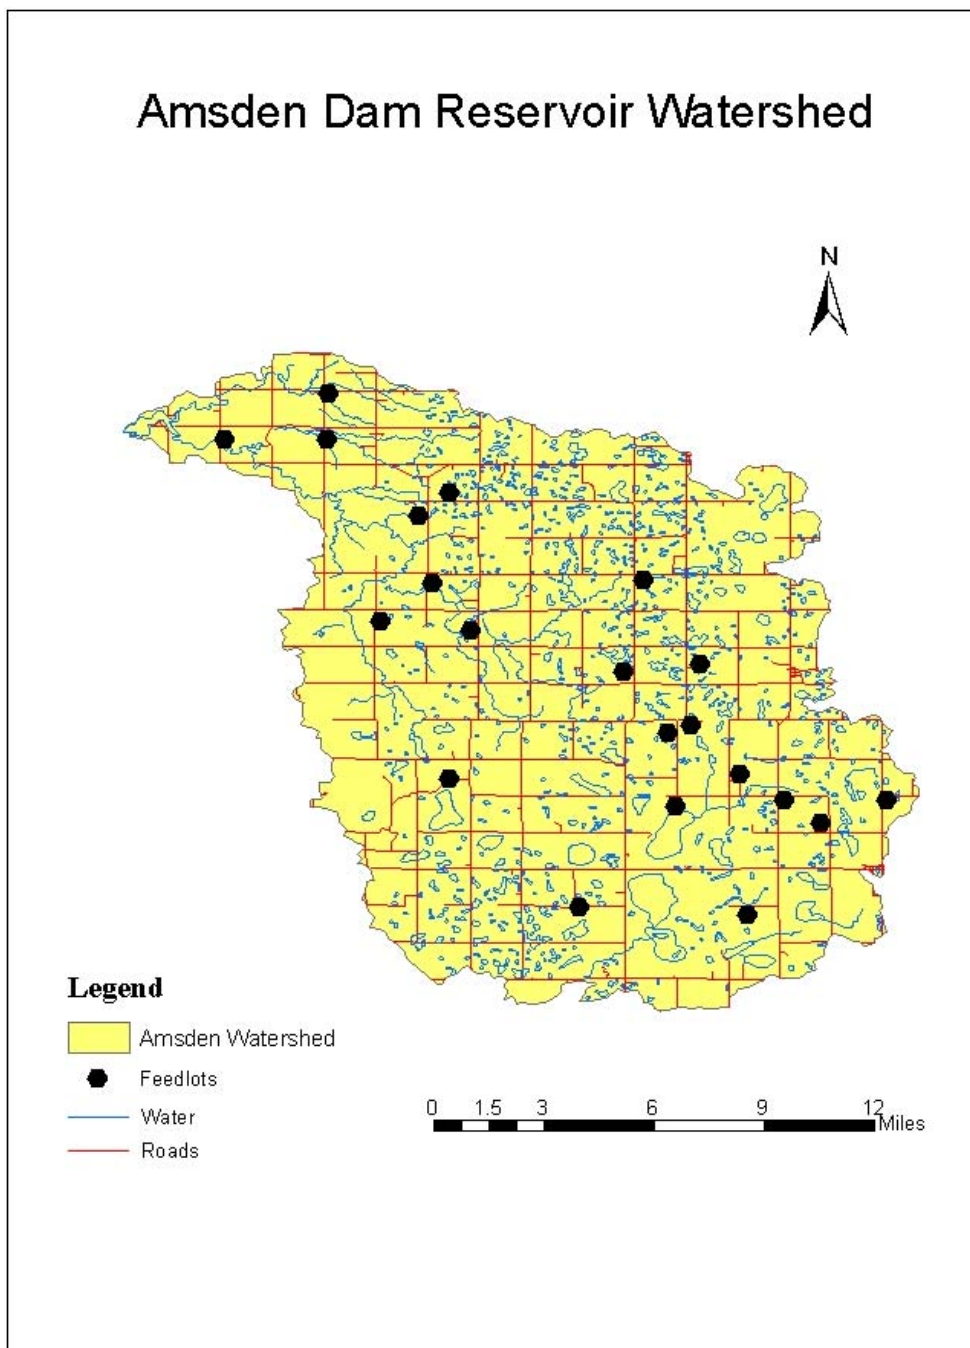 Amsden Dam Reservoir Watershed
N
Legend
Amsden Watershed
Feedlots
Water
Roads
0 1.5 3 6 9 12
Miles